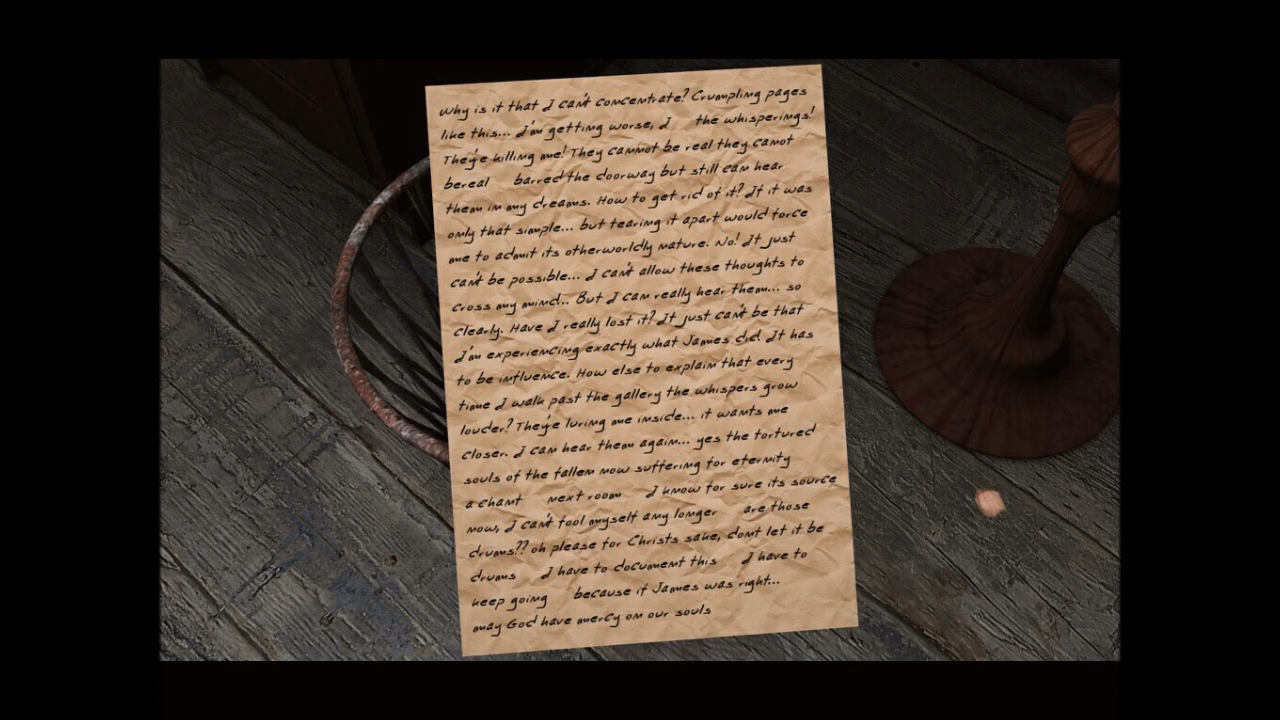 Why is it that I can't concentrate? Crumpling pages
like this... I'm getting worse, I the whisperings!
They're killing me! They cannot be real they canot
bereal barred the doorway but still can hear
them in my dreams. How to get rid of it? If it was
only that simple... but tearing it apart would force
me to admit its otherworldly nature. No! It just
can't be possible... I can't allow these thoughts to
cross my mind... But I can really hear them... so
clearly. Have I really lost it? It just can't be that
I'm experiencing exactly what James did. It has
to be influence. How else to explain that every
time I walk past the gallery the whispers grow
louder? They're luring me inside... it wants me
closer. I can hear them again... yes the tortured
souls of the fallen now suffering for eternity
a chant next room I know for sure its source
now, I can't fool myself any longer are those
drums?? oh please for Christs sake, dont let it be
drums I have to document this I have to
keep going because if James was right...
may God have mercy on our souls